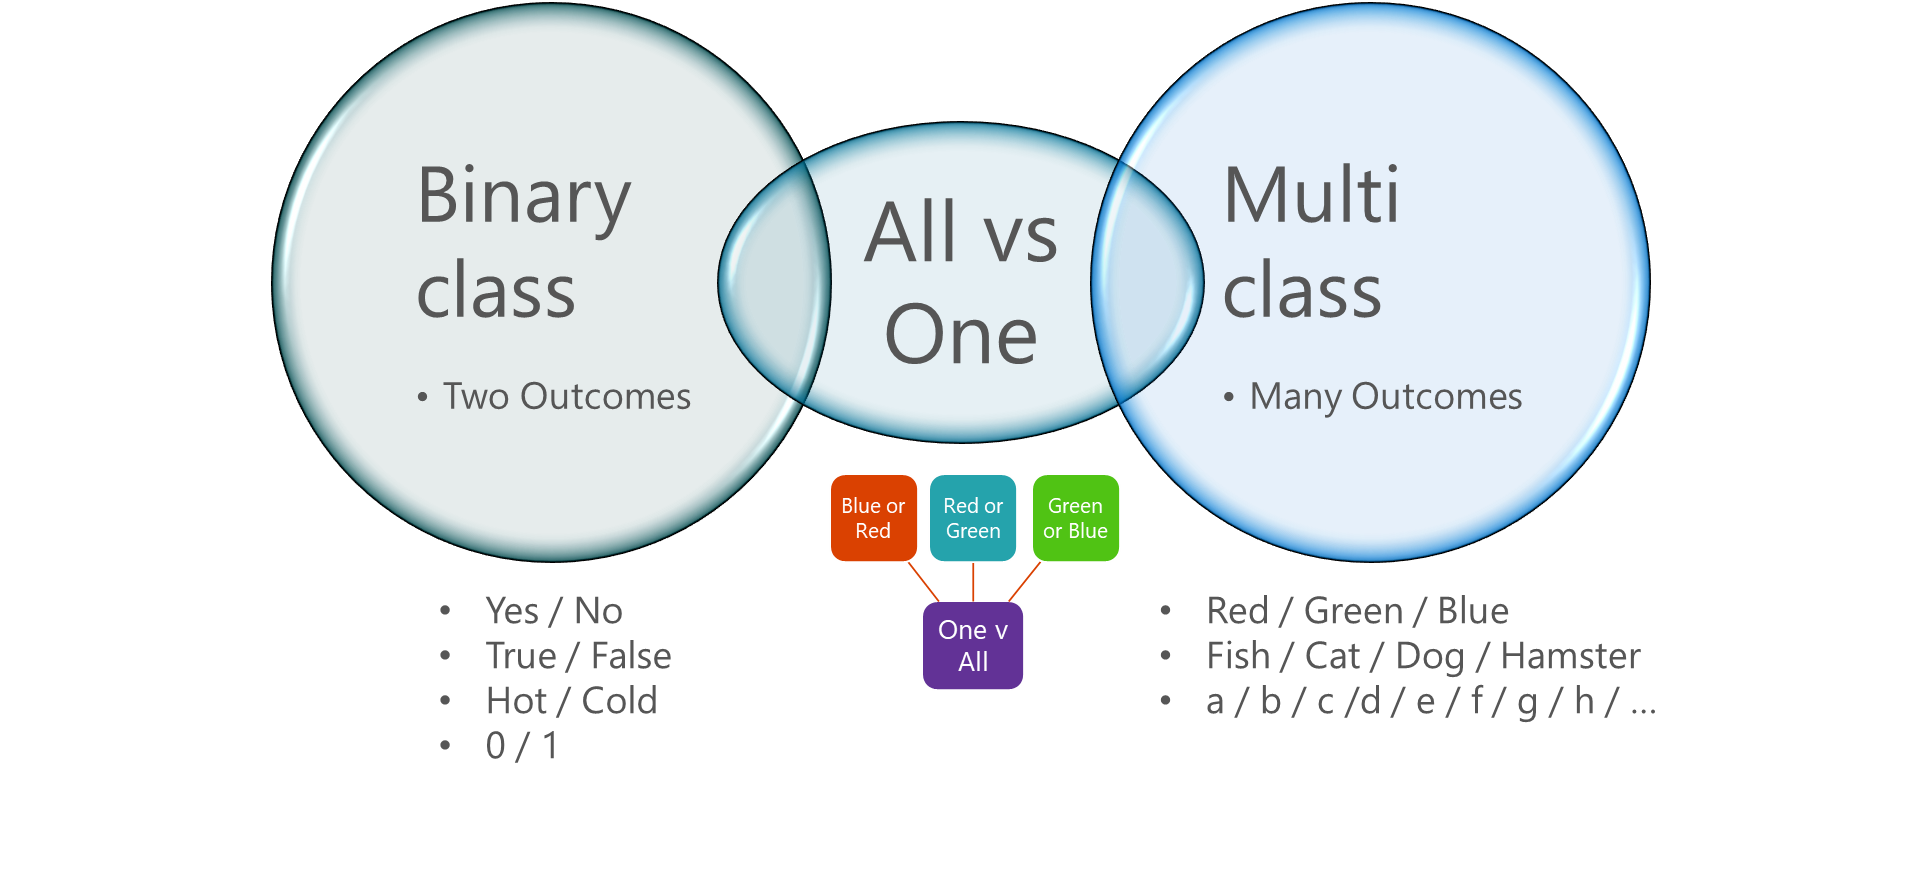 Binary
class
• Two Outcomes
All vs
One
Multi
class
• Many Outcomes
Blue or
Red
Red or
Green
Green
or Blue
One v
All
• Yes / No
• True / False
• Hot / Cold
• 0 / 1
• Red / Green / Blue
• Fish / Cat / Dog / Hamster
• a / b / c /d / e / f / g / h / ...